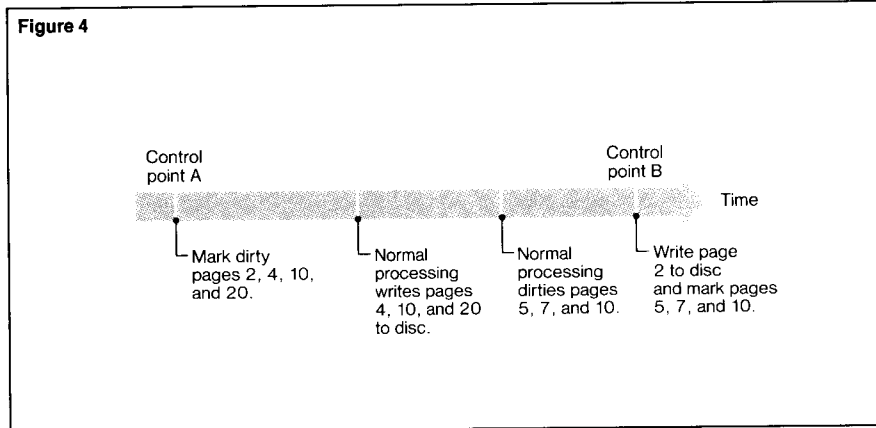 Figure 4
Control
point A
Control
point B
Time
Mark dirty
pages 2, 4, 10,
and 20.
Normal
processing
writes pages
4, 10, and 20
to disc.
Normal
processing
dirties pages
5, 7, and 10.
Write page
2 to disc
and mark pages
5, 7, and 10.